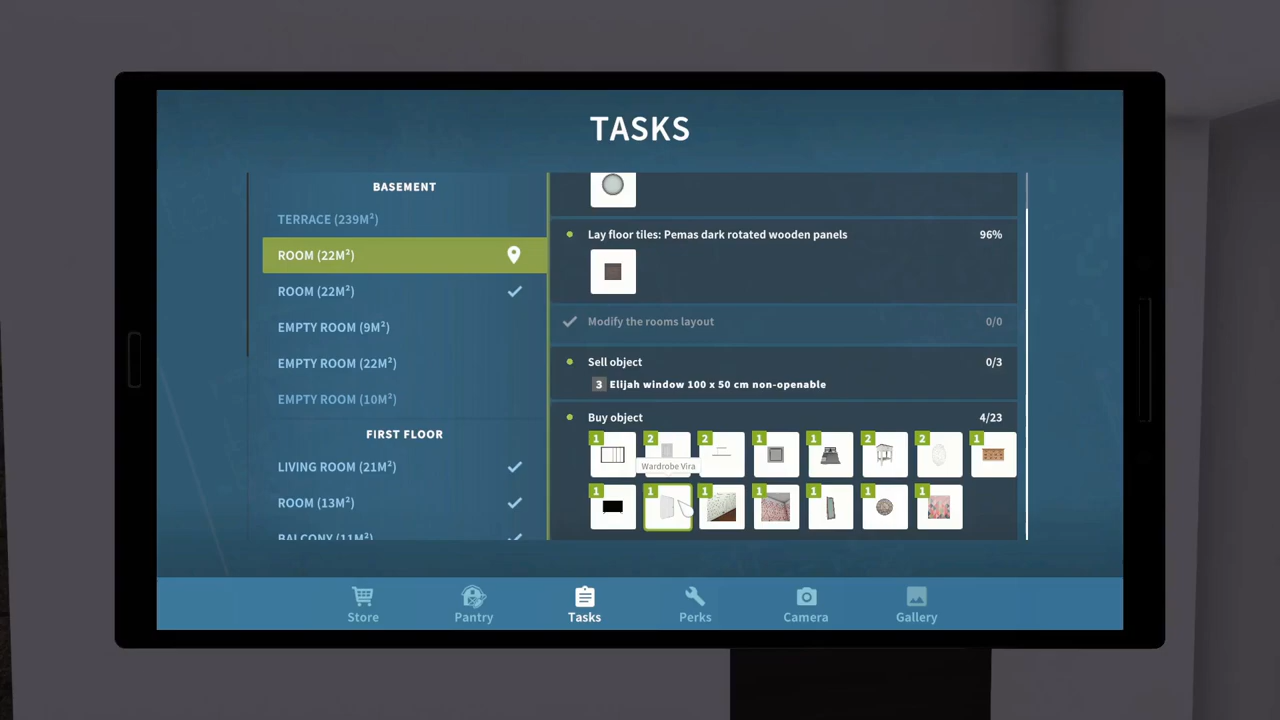 TASKS
BASEMENT
TERRACE (239M²)
ROOM (22M²)
ROOM (22M²)
EMPTY ROOM (9M²)
EMPTY ROOM (22M²)
EMPTY ROOM (10M²)
FIRST FLOOR
LIVING ROOM (21M²)
ROOM (13M²)
BALCONY (11M²)
Lay floor tiles: Pemas dark rotated wooden panels 96%
Modify the rooms layout 0/0
Sell object 0/3
3 Elijah window 100 x 50 cm non-openable
Buy object 4/23
1 2 2 1 1 2 2 1
Wardrobe Vira
1 1 1 1 1 1 1
Store Pantry Tasks Perks Camera Gallery